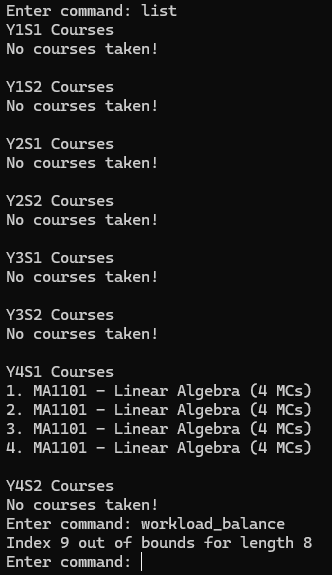 Enter command: list
Y1S1 Courses
No courses taken!
Y1S2 Courses
No courses taken!
Y2S1 Courses
No courses taken!
Y2S2 Courses
No courses taken!
Y3S1 Courses
No courses taken!
Y3S2 Courses
No courses taken!
Y4S1 Courses
1. MA1101 - Linear Algebra (4 MCs)
2. MA1101 - Linear Algebra (4 MCs)
3. MA1101 - Linear Algebra (4 MCs)
4. MA1101 - Linear Algebra (4 MCs)
Y4S2 Courses
No courses taken!
Enter command: workload_balance
Index 9 out of bounds for length 8
Enter command: